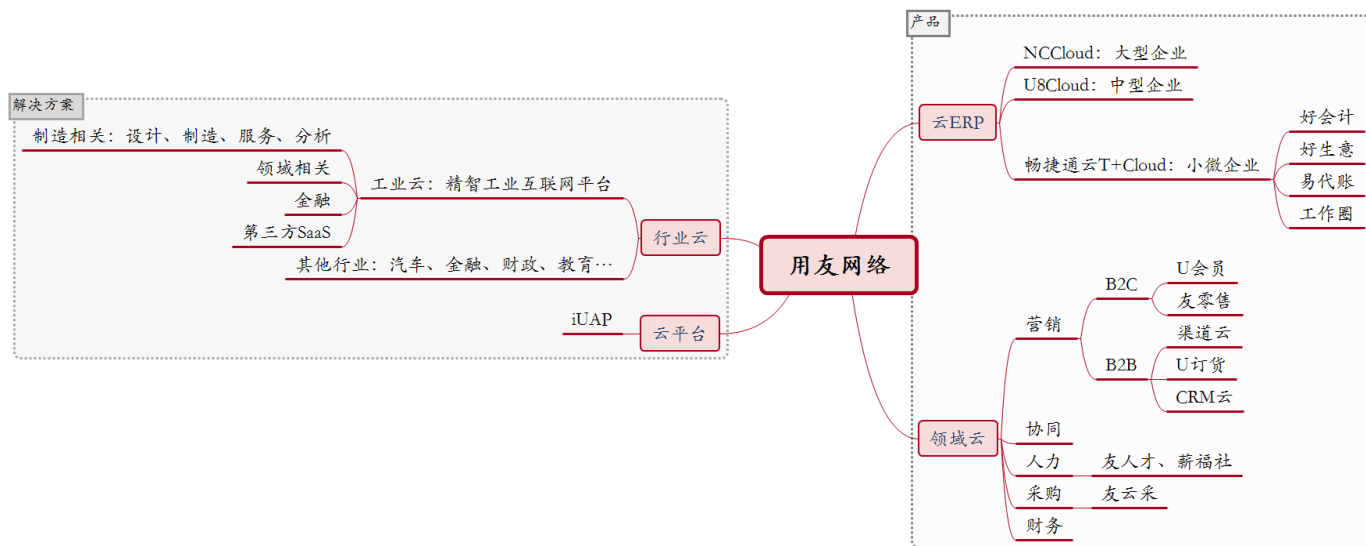 产品
NCCloud：大型企业
U8Cloud：中型企业
云ERP
畅捷通云T+Cloud：小微企业
好会计
好生意
易代账
工作圈
解决方案
制造相关：设计、制造、服务、分析
领域相关
金融
第三方SaaS
工业云：精智工业互联网平台
其他行业：汽车、金融、财政、教育…
行业云
iUAP
云平台
用友网络
领域云
营销
B2C
U会员
友零售
B2B
渠道云
U订货
CRM云
协同
人力
友人才、薪福社
采购
友云采
财务